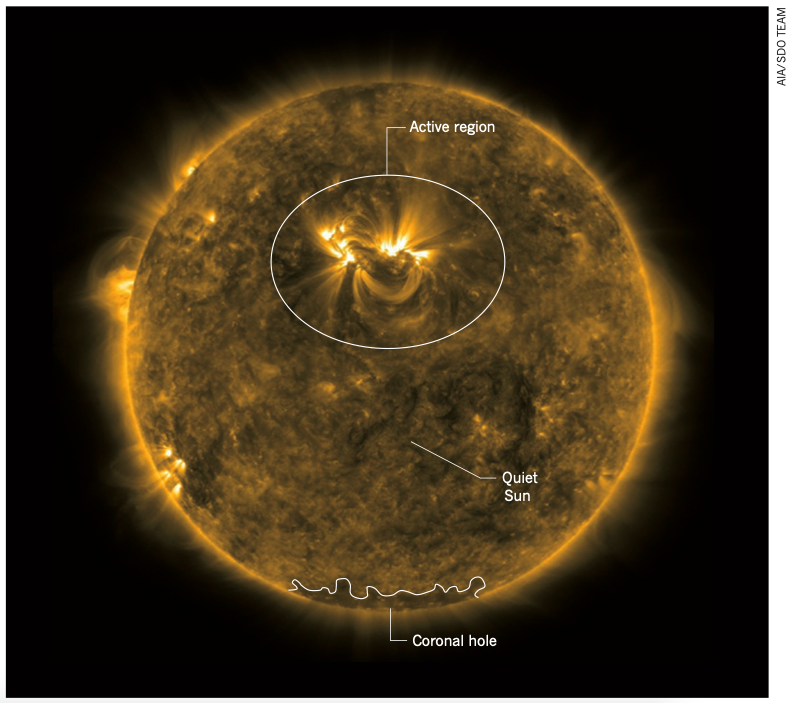 AIA/SDO TEAM
Active region
Quiet
Sun
Coronal hole